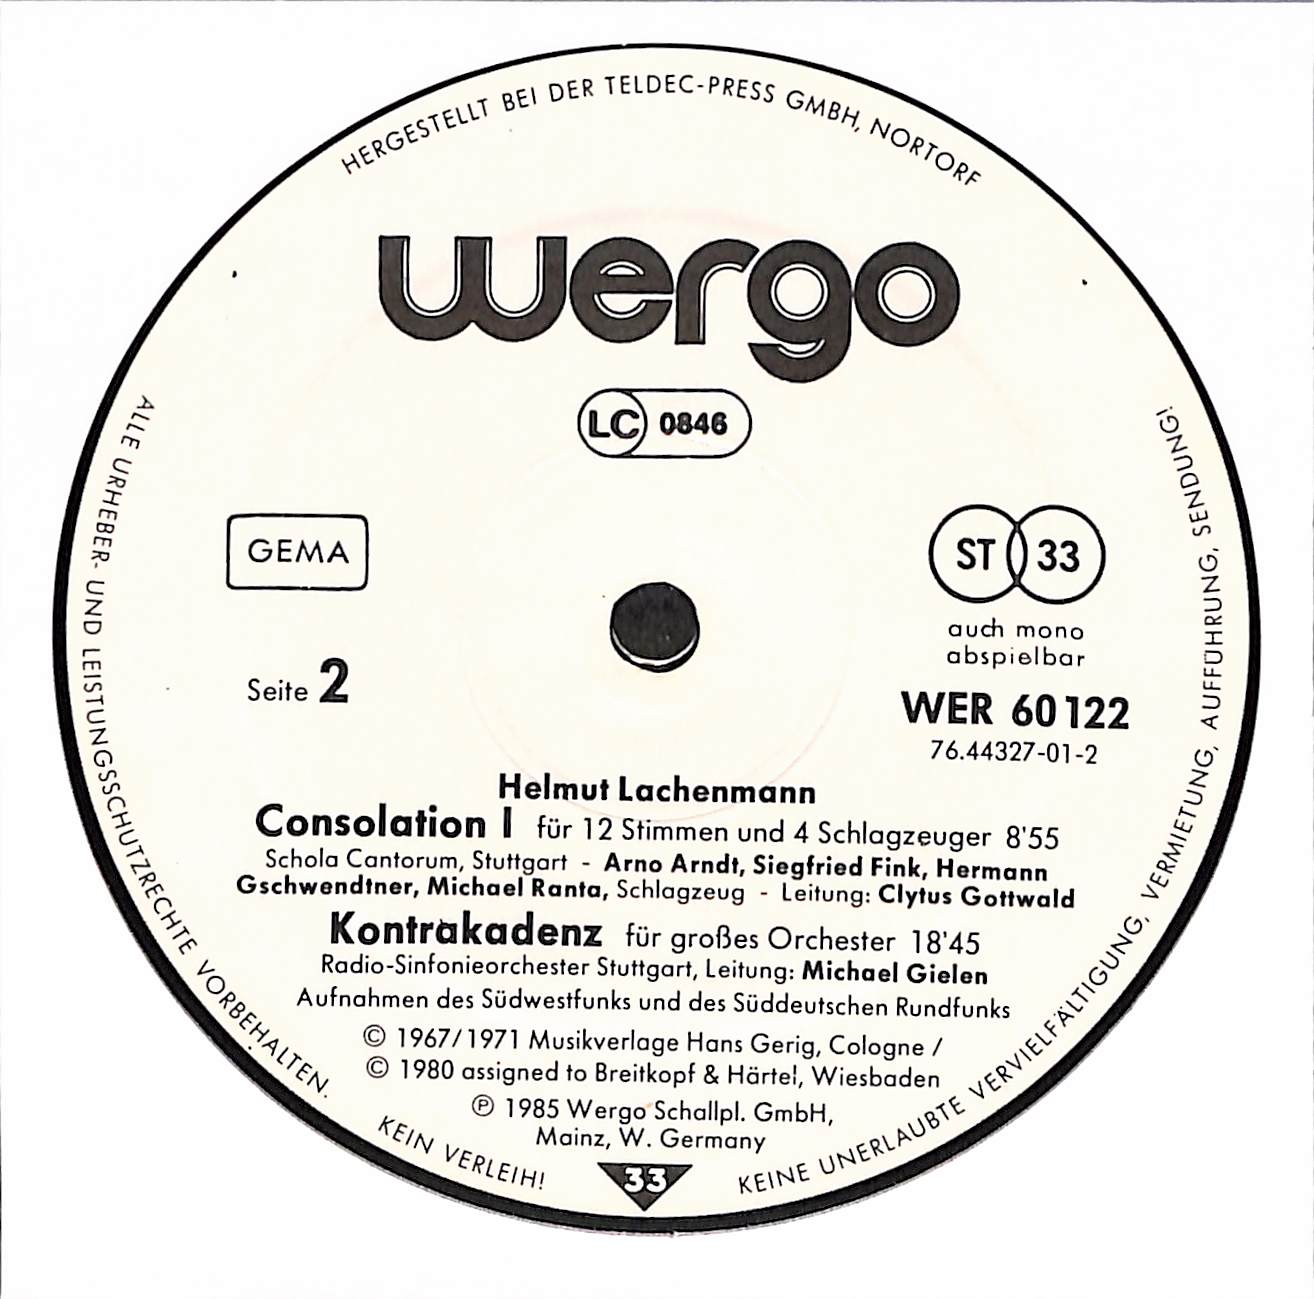 HERGESTELLT BEI DER TELDEC-PRESS GMBH, NORTORF
wergo
LC 0846
GEMA
ST 33
auch mono
abspielbar
Seite 2
WER 60 122
76.44327-01-2
Helmut Lachenmann
Consolation I für 12 Stimmen und 4 Schlagzeuger 8'55
Schola Cantorum, Stuttgart - Arno Arndt, Siegfried Fink, Hermann
Gschwendtner, Michael Ranta, Schlagzeug - Leitung: Clytus Gottwald
Kontrakadenz für großes Orchester 18'45
Radio-Sinfonieorchester Stuttgart, Leitung: Michael Gielen
Aufnahmen des Südwestfunks und des Süddeutschen Rundfunks
© 1967/1971 Musikverlage Hans Gerig, Cologne /
© 1980 assigned to Breitkopf & Härtel, Wiesbaden
℗ 1985 Wergo Schallpl. GmbH,
Mainz, W. Germany
33
ALLE URHEBER- UND LEISTUNGSSCHUTZRECHTE VORBEHALTEN.
KEIN VERLEIH!
KEINE UNERLAUBTE VERVIELFÄLTIGUNG, VERMIETUNG, AUFFÜHRUNG, SENDUNG!